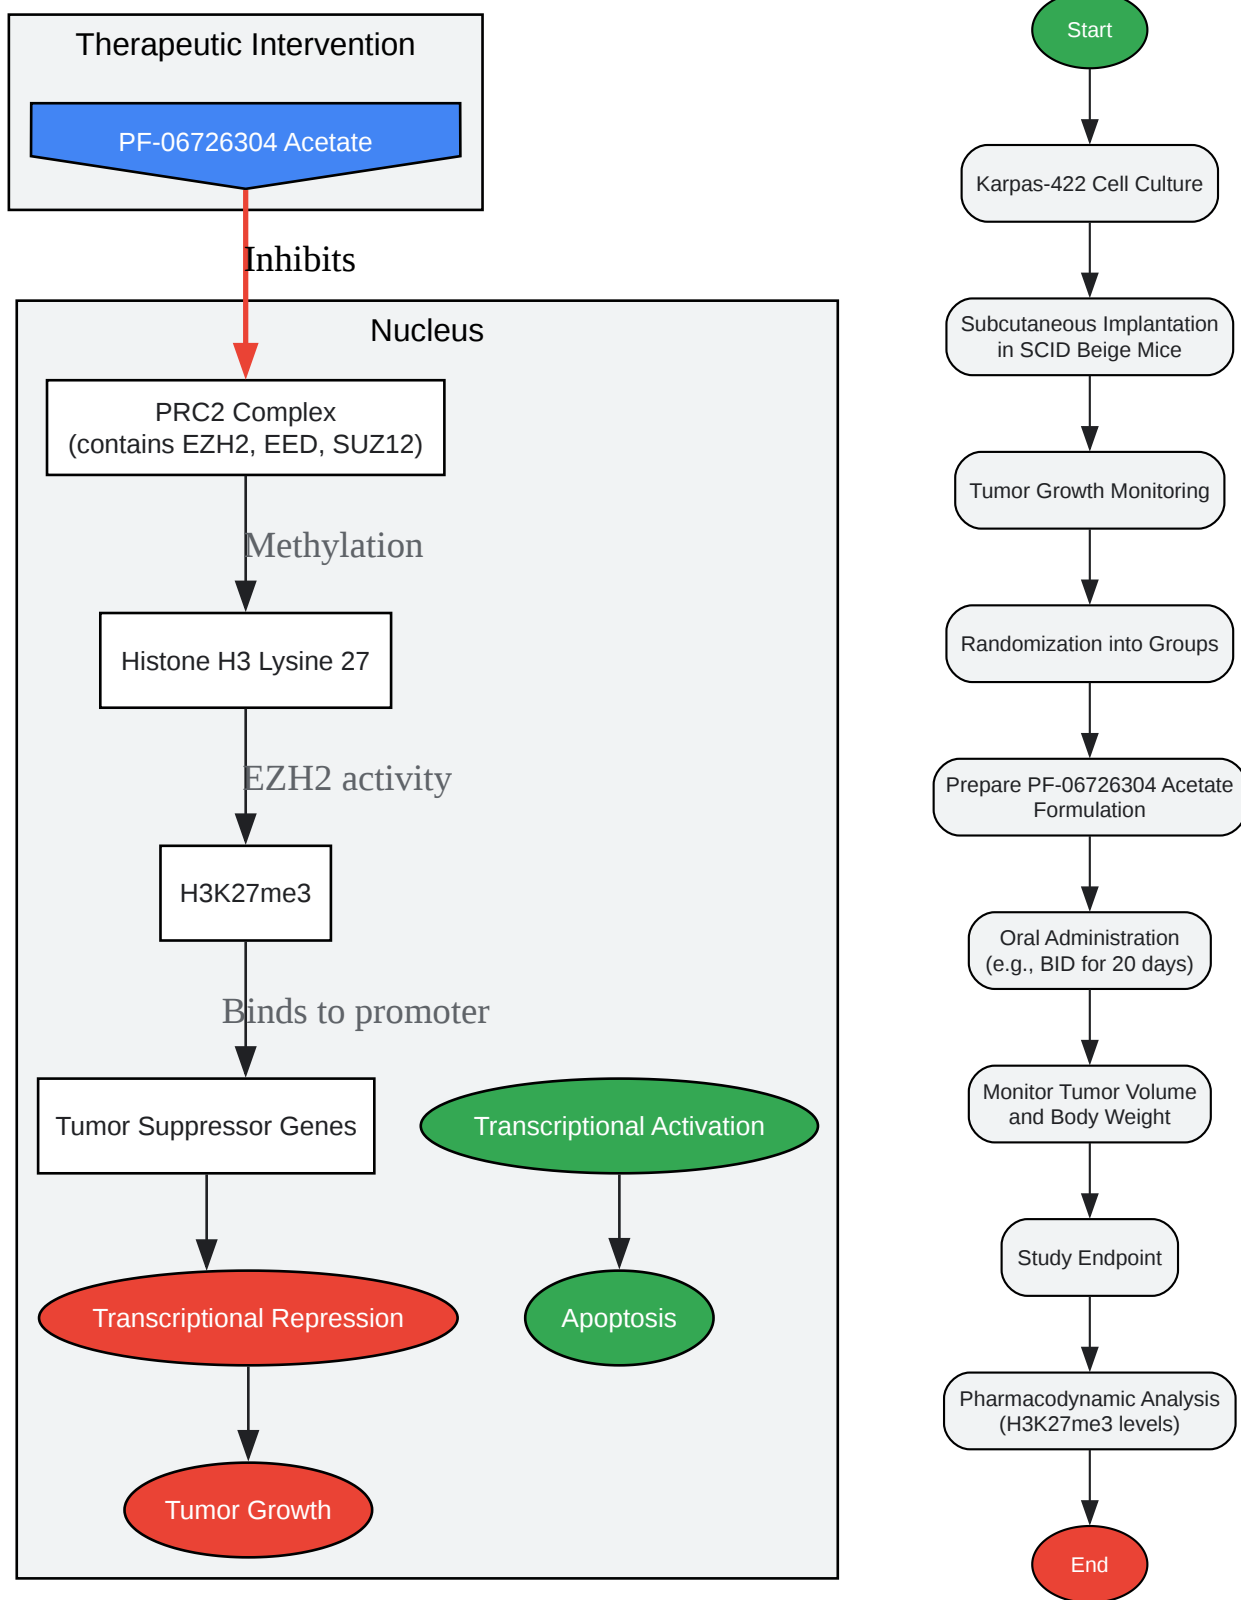 Therapeutic Intervention
PF-06726304 Acetate
Inhibits
Nucleus
PRC2 Complex
(contains EZH2, EED, SUZ12)
Methylation
Histone H3 Lysine 27
EZH2 activity
H3K27me3
Binds to promoter
Tumor Suppressor Genes
Transcriptional Activation
Transcriptional Repression
Apoptosis
Tumor Growth
Start
Karpas-422 Cell Culture
Subcutaneous Implantation
in SCID Beige Mice
Tumor Growth Monitoring
Randomization into Groups
Prepare PF-06726304 Acetate
Formulation
Oral Administration
(e.g., BID for 20 days)
Monitor Tumor Volume
and Body Weight
Study Endpoint
Pharmacodynamic Analysis
(H3K27me3 levels)
End